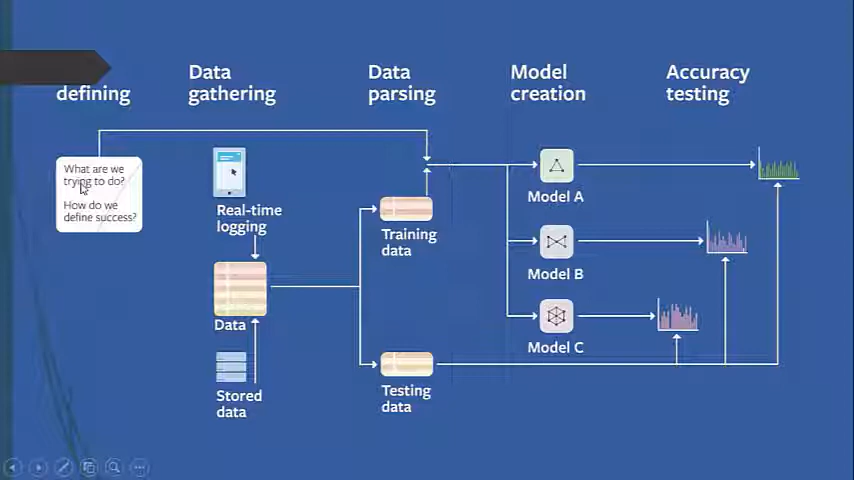 defining
Data
gathering
Data
parsing
Model
creation
Accuracy
testing
What are we
trying to do?
How do we
define success?
Real-time
logging
Data
Stored
data
Training
data
Testing
data
Model A
Model B
Model C